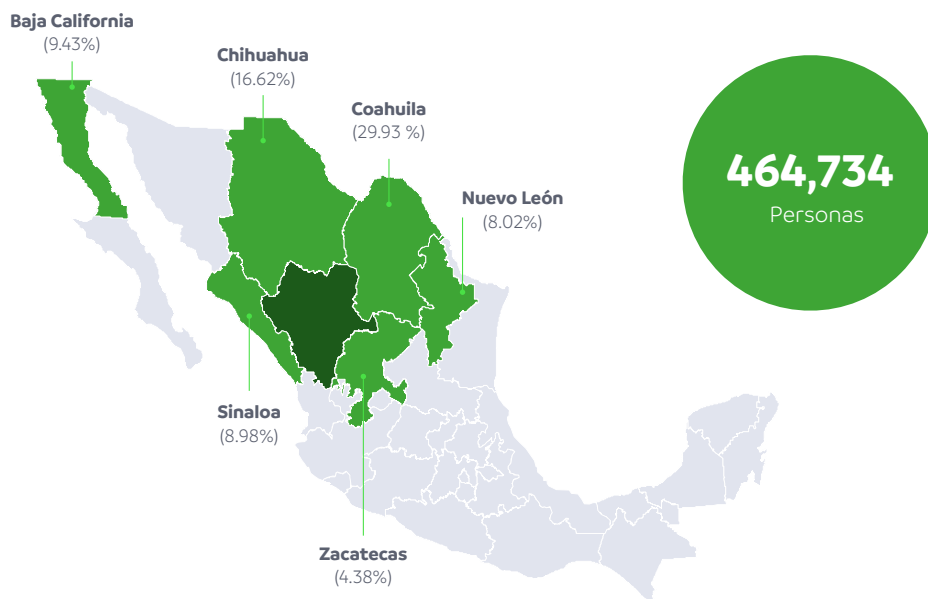 Baja California
(9.43%)
Chihuahua
(16.62%)
Coahuila
(29.93 %)
Nuevo León
(8.02%)
464,734
Personas
Sinaloa
(8.98%)
Zacatecas
(4.38%)